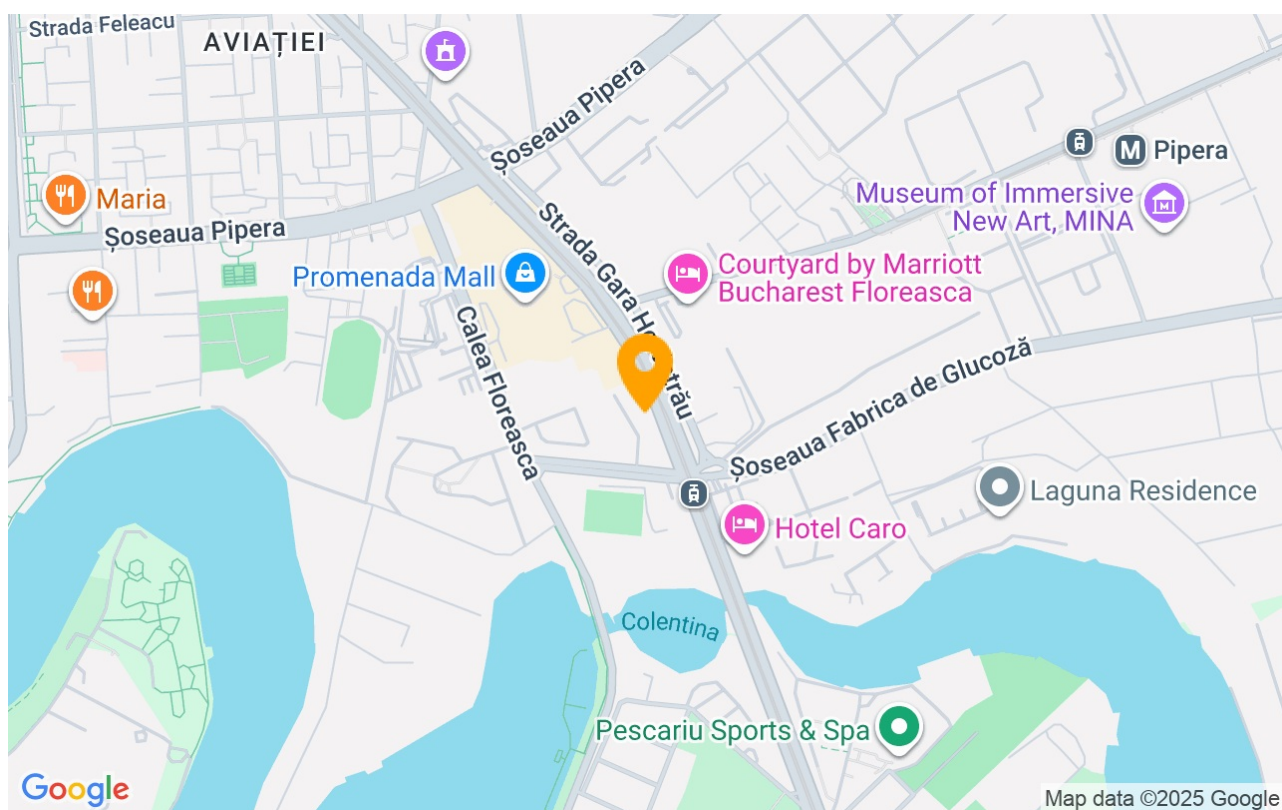 Strada Feleacu
AVIAȚIEI
Șoseaua Pipera
M Pipera
Maria
Museum of Immersive
New Art, MINA
Șoseaua Pipera
Promenada Mall
Strada Gara He
străU
Courtyard by Marriott
Bucharest Floreasca
Calea Floreasca
Șoseaua Fabrica de Glucoză
Laguna Residence
Hotel Caro
Colentina
Pescariu Sports & Spa
Google
Map data ©2025 Google